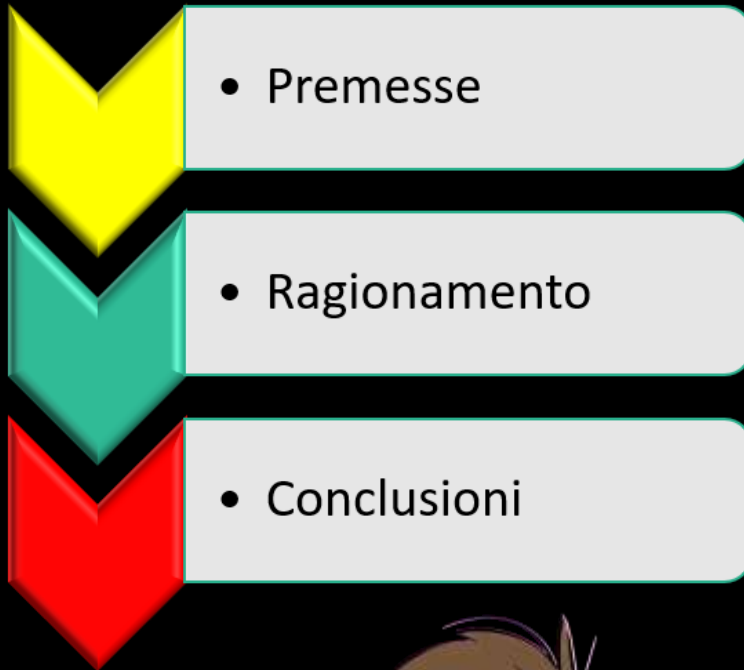 • Premesse
• Ragionamento
• Conclusioni